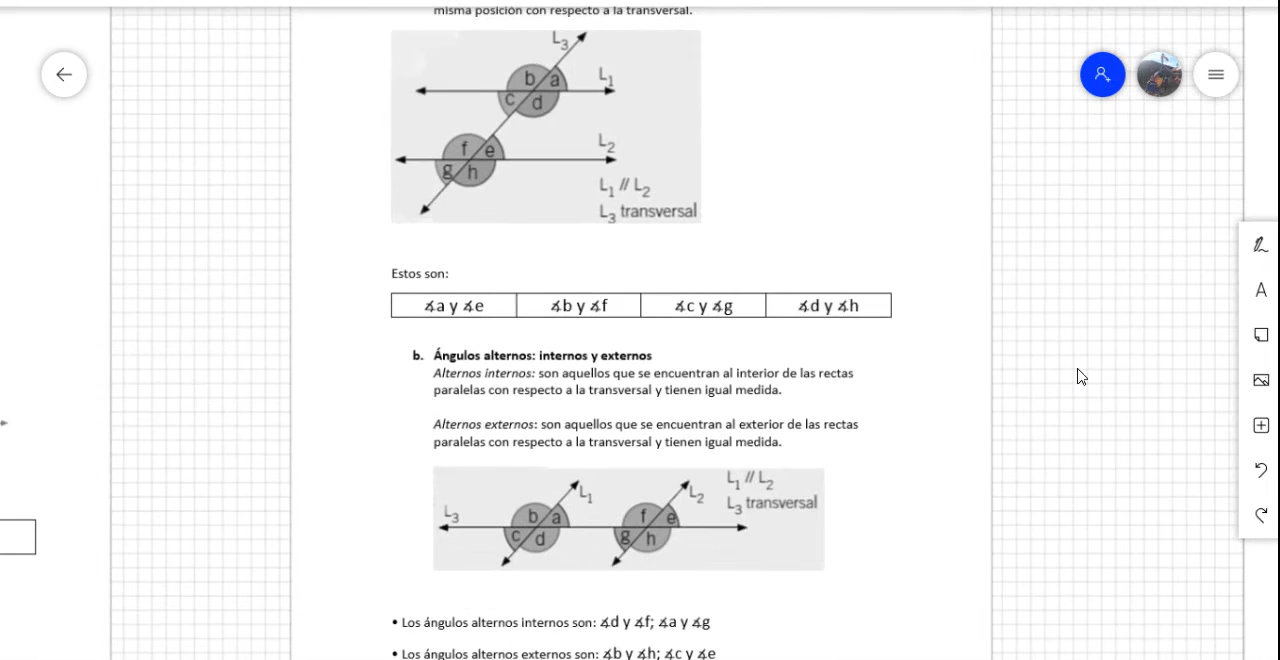 misma posición con respecto a la transversal.
L3
b a
L1
c d
L2
f e
g h
L1 // L2
L3 transversal
Estos son:
∡a y ∡e ∡b y ∡f ∡c y ∡g ∡d y ∡h
b. Ángulos alternos: internos y externos
Alternos internos: son aquellos que se encuentran al interior de las rectas
paralelas con respecto a la transversal y tienen igual medida.
Alternos externos: son aquellos que se encuentran al exterior de las rectas
paralelas con respecto a la transversal y tienen igual medida.
L1 // L2
L3 L1 L2 L3 transversal
b a f e
c d g h
• Los ángulos alternos internos son: ∡d y ∡f; ∡a y ∡g
• Los ángulos alternos externos son: ∡b y ∡h; ∡c y ∡e
A